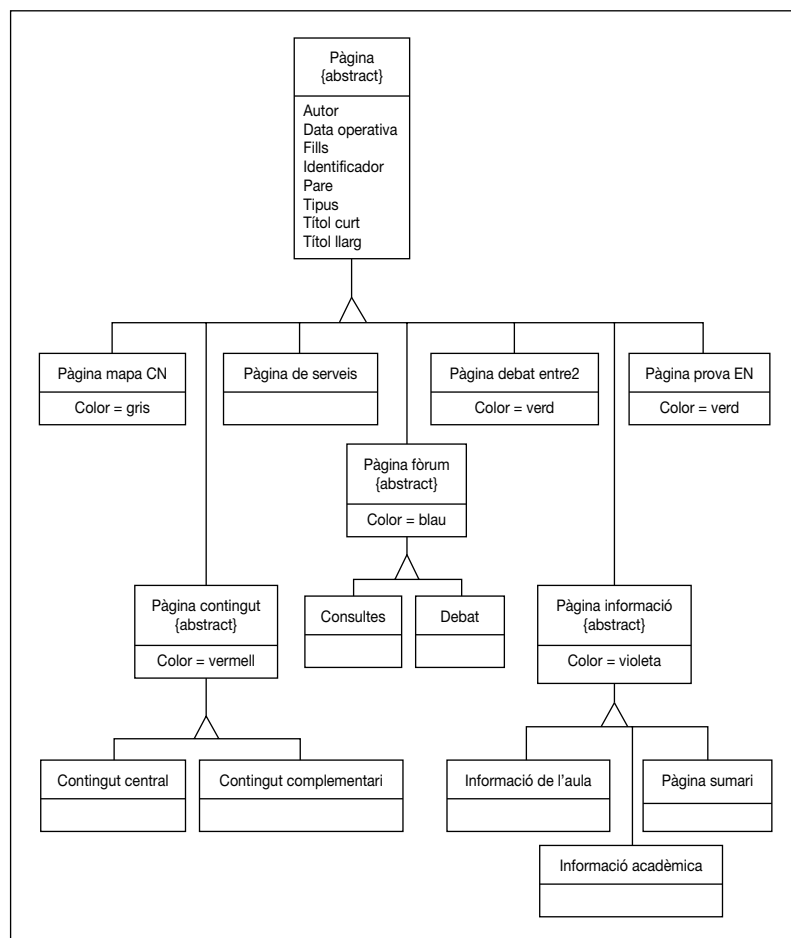 Pàgina
{abstract}
Autor
Data operativa
Fills
Identificador
Pare
Tipus
Títol curt
Títol llarg
Pàgina mapa CN
Color = gris
Pàgina de serveis
Pàgina debat entre2
Color = verd
Pàgina prova EN
Color = verd
Pàgina fòrum
{abstract}
Color = blau
Consultes
Debat
Pàgina contingut
{abstract}
Color = vermell
Pàgina informació
{abstract}
Color = violeta
Contingut central
Contingut complementari
Informació de l'aula
Pàgina sumari
Informació acadèmica